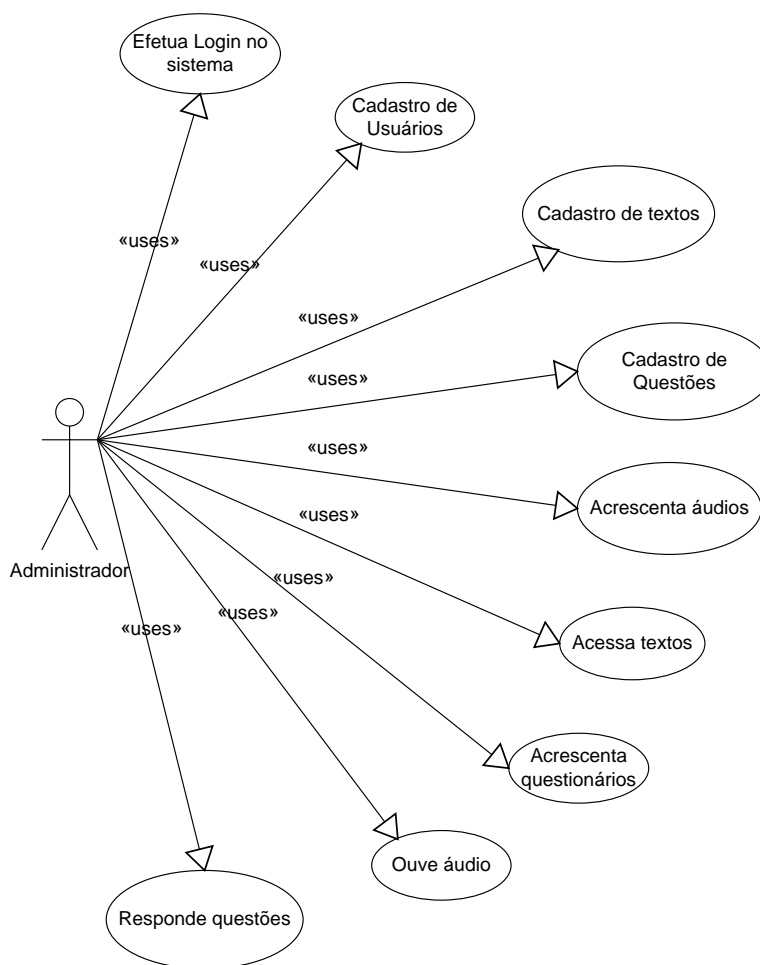 Efetua Login no
sistema
Cadastro de
Usuários
Cadastro de textos
«uses»
«uses»
«uses»
Cadastro de
Questões
«uses»
«uses»
Acrescenta áudios
«uses»
Administrador
«uses»
«uses»
«uses»
Acessa textos
Acrescenta
questionários
Ouve áudio
Responde questões